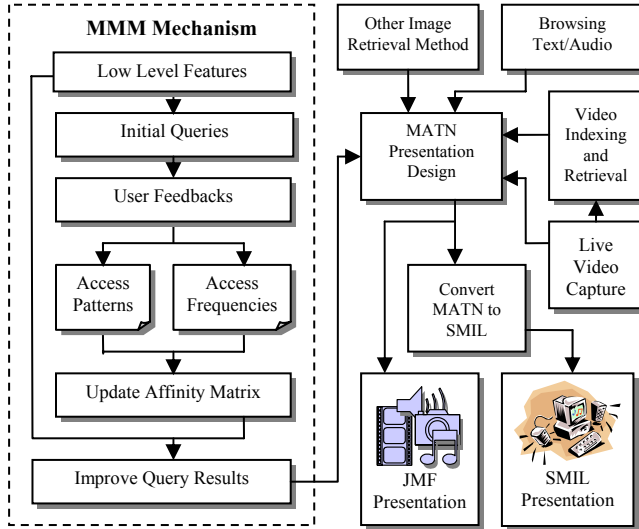 MMM Mechanism
Low Level Features
Initial Queries
User Feedbacks
Access
Patterns
Access
Frequencies
Update Affinity Matrix
Improve Query Results
Other Image
Retrieval Method
Browsing
Text/Audio
MATN
Presentation
Design
Video
Indexing
and
Retrieval
Live
Video
Capture
Convert
MATN to
SMIL
JMF
Presentation
SMIL
Presentation